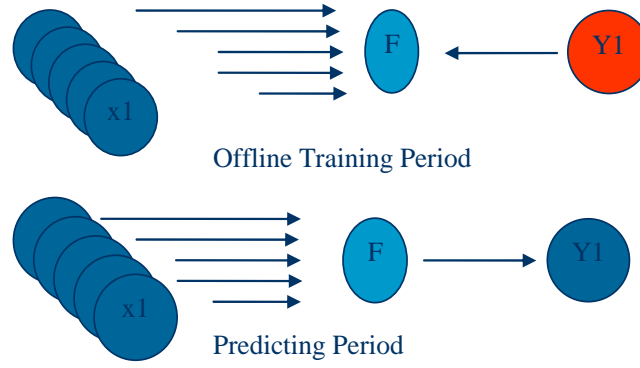 F
Y1
x1
Offline Training Period
F
Y1
x1
Predicting Period